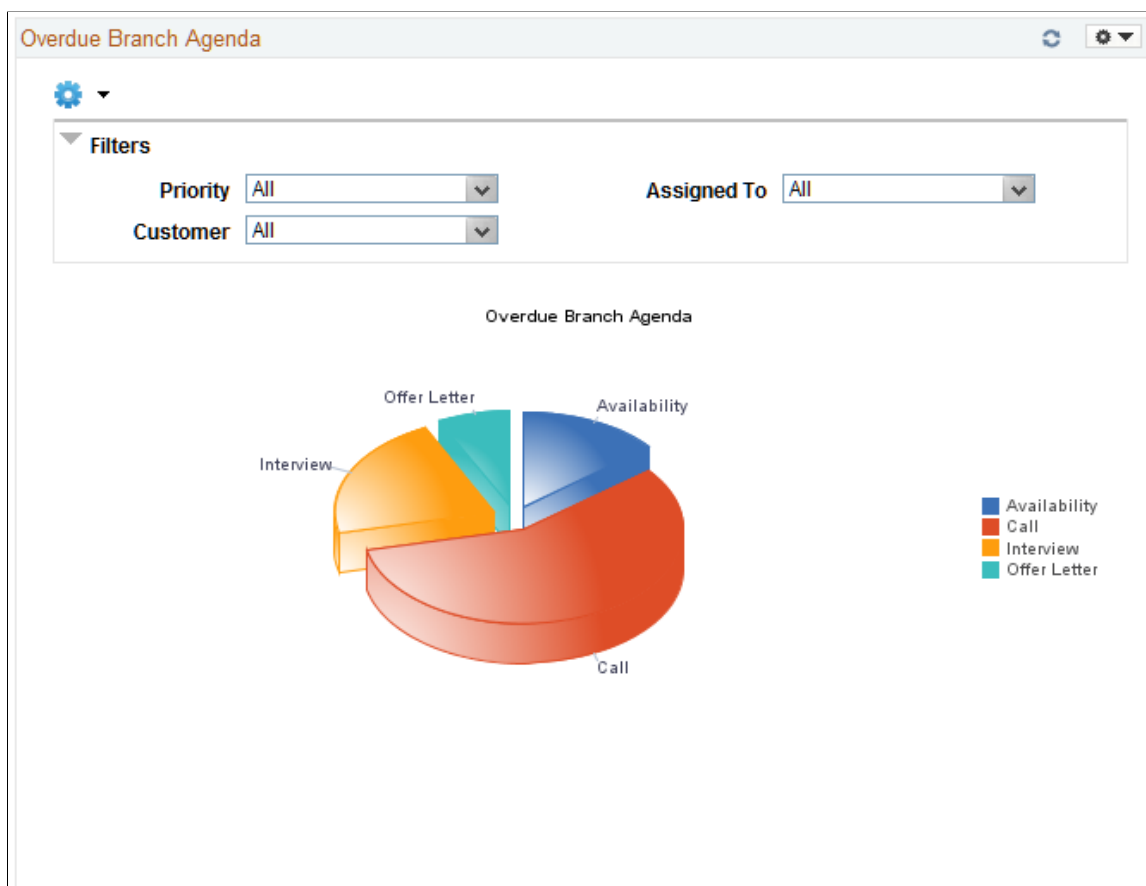 Overdue Branch Agenda
Filters
Priority All Assigned To All
Customer All
Overdue Branch Agenda
Offer Letter
Availability
Interview
Call
Availability
Call
Interview
Offer Letter